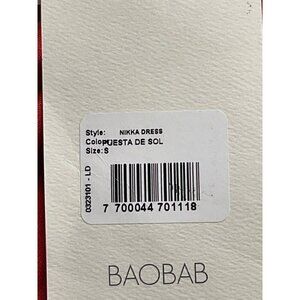 Style: NIKKA DRESS
Color: PUESTA DE SOL
Size: S
0323101 - LD
7 700044 701118
BAOBAB